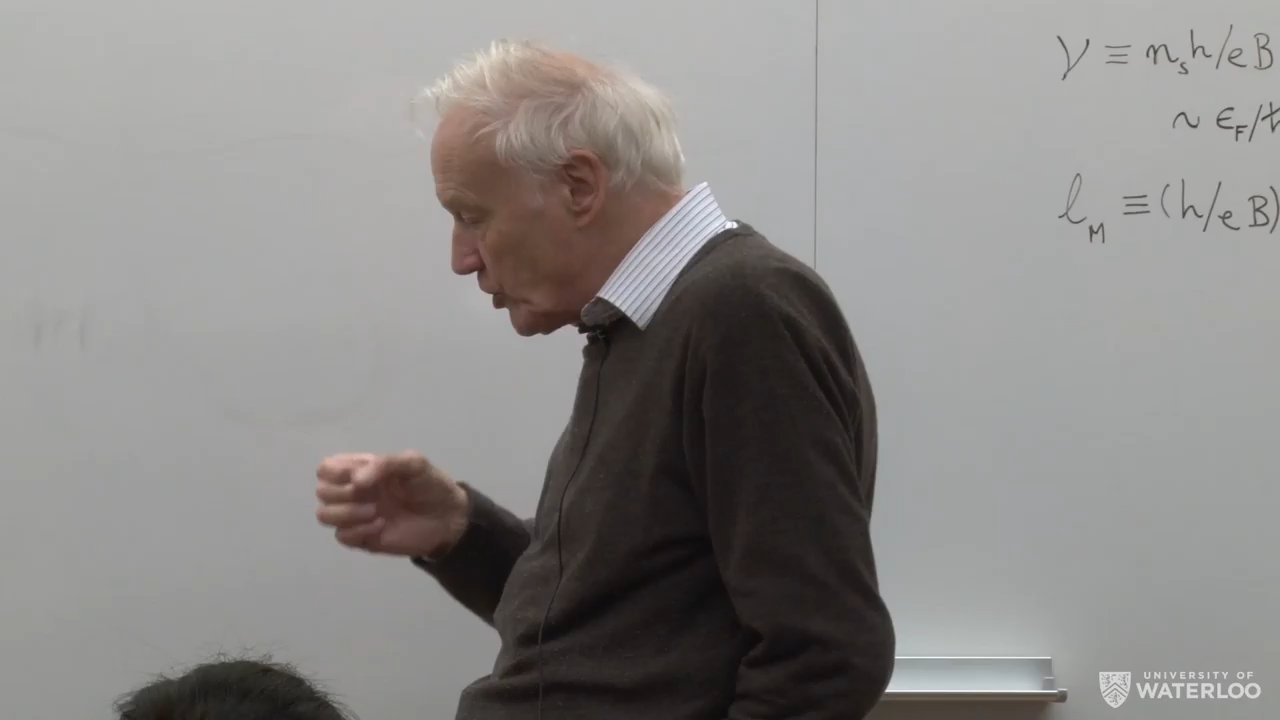 ν ≡ nₛh/eB
~ ϵ_F/ħ
l_M ≡ (h/eB)
UNIVERSITY OF
WATERLOO